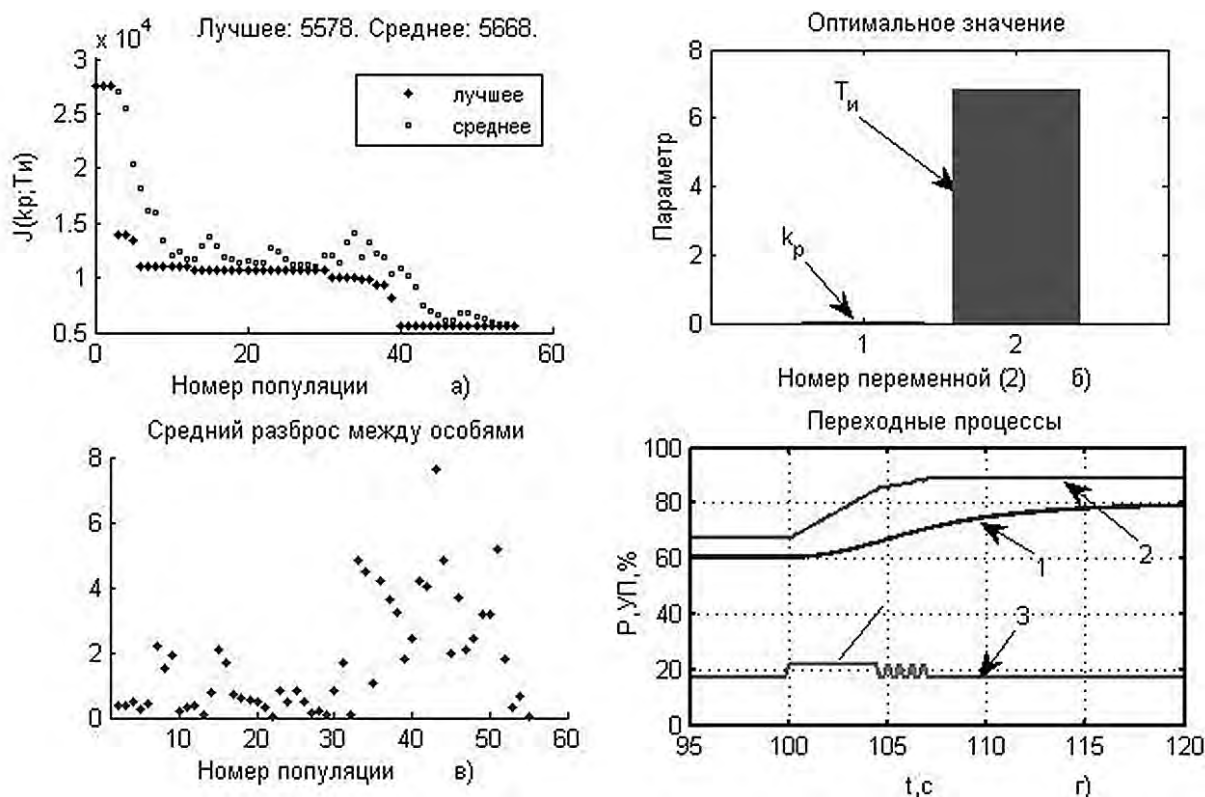 Лучшее: 5578. Среднее: 5668.
x 10^4
3
2.5
2
1.5
1
0.5
0 20 40 60
J(kp;Tи)
лучшее
среднее
Номер популяции а)
Оптимальное значение
8
6
4
2
0
1 2
Параметр
Tи
kp
Номер переменной (2) б)
Средний разброс между особями
8
6
4
2
0
10 20 30 40 50 60
Номер популяции в)
Переходные процессы
100
80
60
40
20
0
95 100 105 110 115 120
Р,УП,%
1
2
3
t,с г)